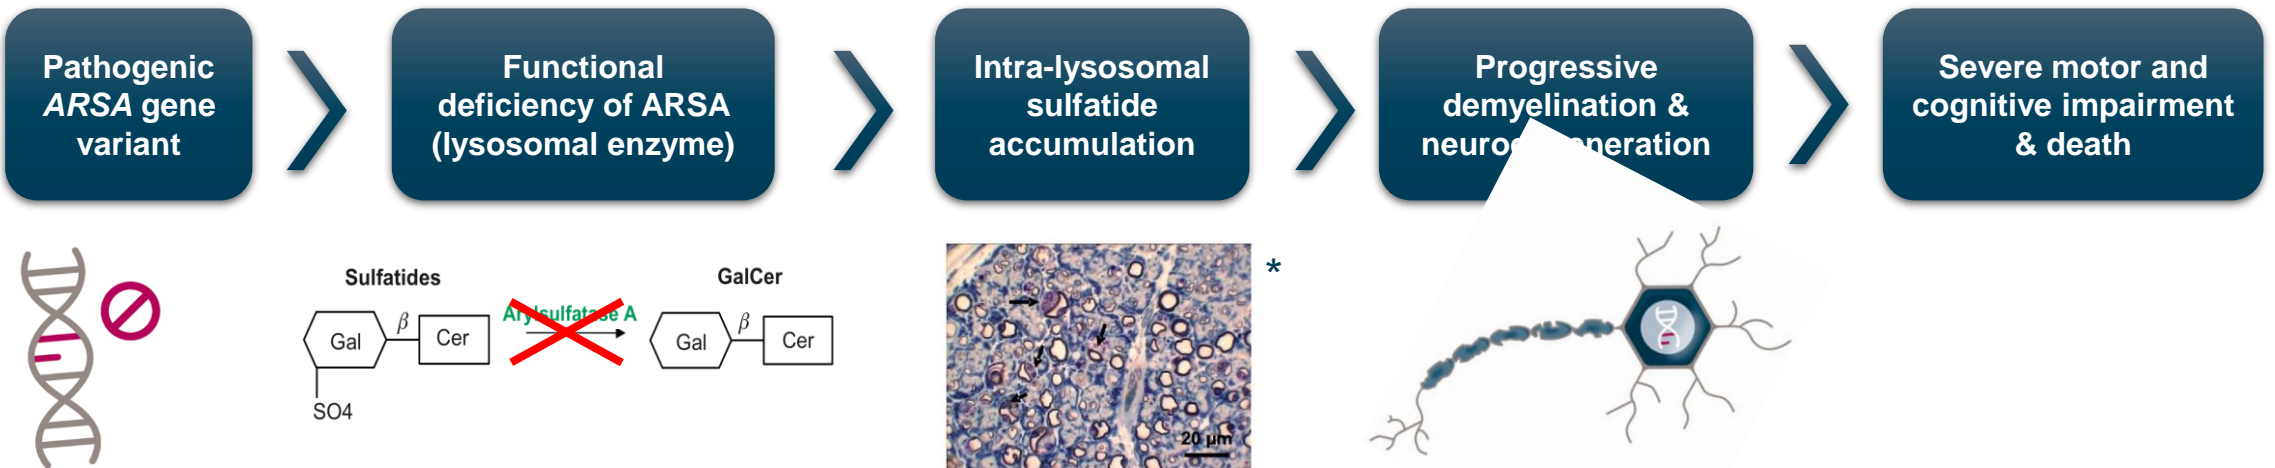 Pathogenic
ARSA gene
variant
Functional
deficiency of ARSA
(lysosomal enzyme)
Intra-lysosomal
sulfatide
accumulation
Progressive
demyelination &
Severe motor and
cognitive impairment
& death
Sulfatides
Gal
β
Cer
SO4
Arylsulfatase A
GalCer
Gal
β
Cer
*
20 µm